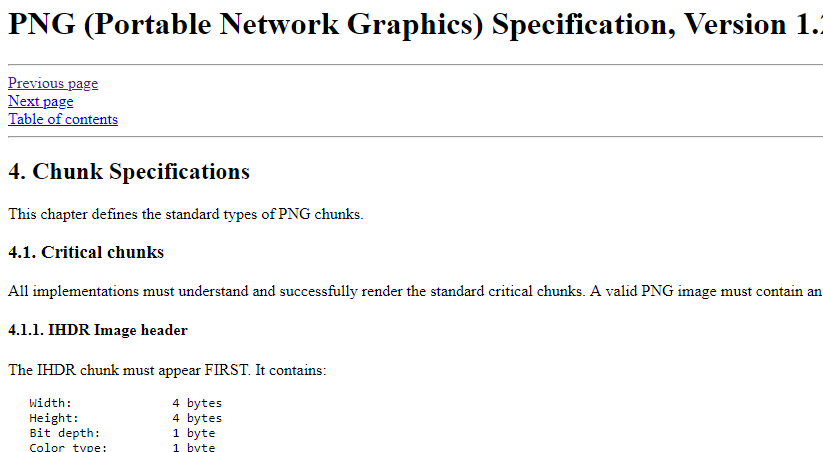 PNG (Portable Network Graphics) Specification, Version 1.
Previous page
Next page
Table of contents
4. Chunk Specifications
This chapter defines the standard types of PNG chunks.
4.1. Critical chunks
All implementations must understand and successfully render the standard critical chunks. A valid PNG image must contain an
4.1.1. IHDR Image header
The IHDR chunk must appear FIRST. It contains:
Width: 4 bytes
Height: 4 bytes
Bit depth: 1 byte
Color type: 1 byte